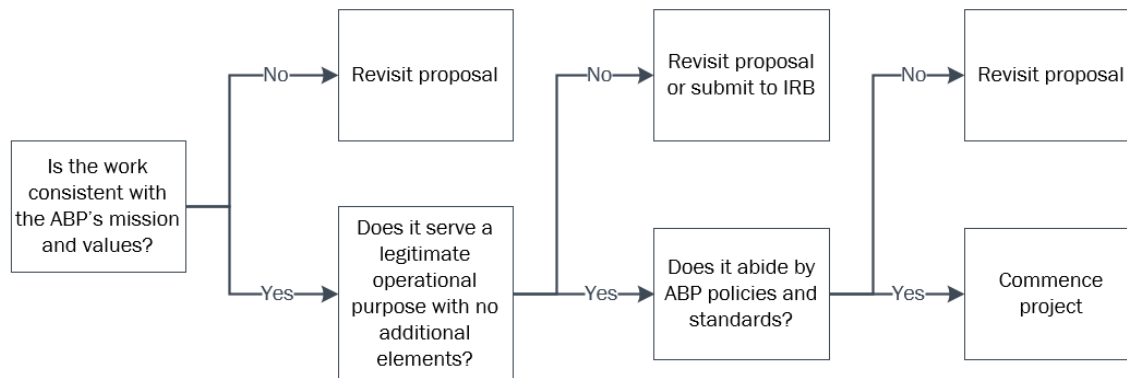 Is the work
consistent with
the ABP's mission
and values?
No
Revisit proposal
Yes
Does it serve a
legitimate
operational
purpose with no
additional
elements?
No
Revisit proposal
or submit to IRB
Yes
Does it abide by
ABP policies and
standards?
No
Revisit proposal
Yes
Commence
project